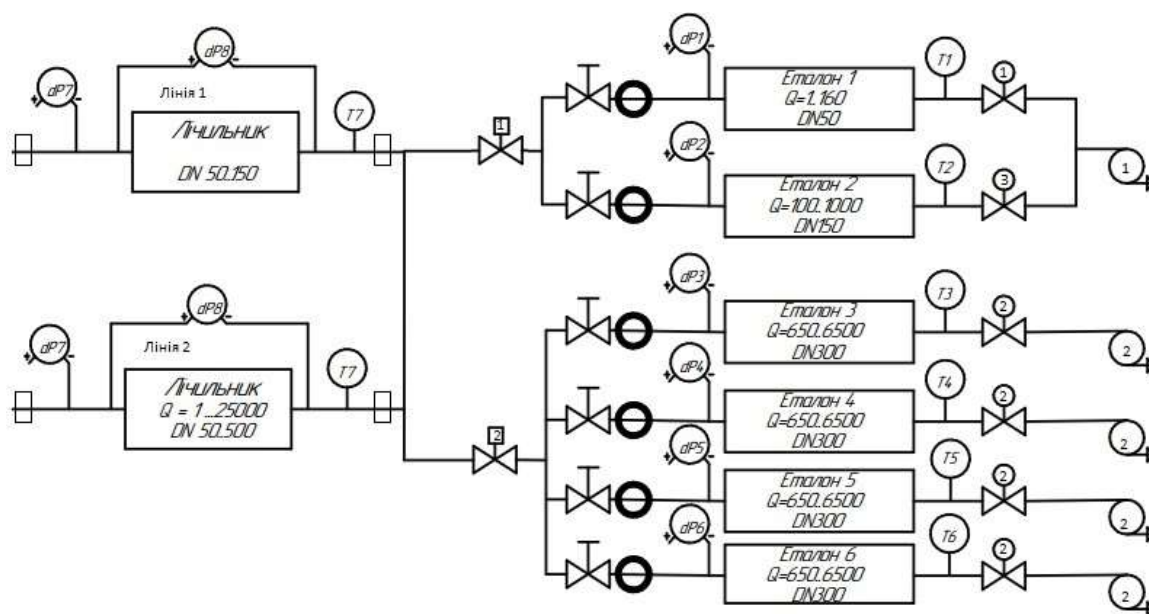 dP8
dP7
Лінія 1
T7
Лічильник
DN 50..150
dP8
dP7
Лінія 2
T7
Лічильник
Q = 1 ...25000
DN 50..500
1
2
dP1
Еталон 1
Q=1..160
DN50
T1
1
dP2
Еталон 2
Q=100..1000
DN150
T2
3
1
dP3
Еталон 3
Q=650..6500
DN300
T3
2
2
dP4
Еталон 4
Q=650..6500
DN300
T4
2
2
dP5
Еталон 5
Q=650..6500
DN300
T5
2
2
dP6
Еталон 6
Q=650..6500
DN300
T6
2
2